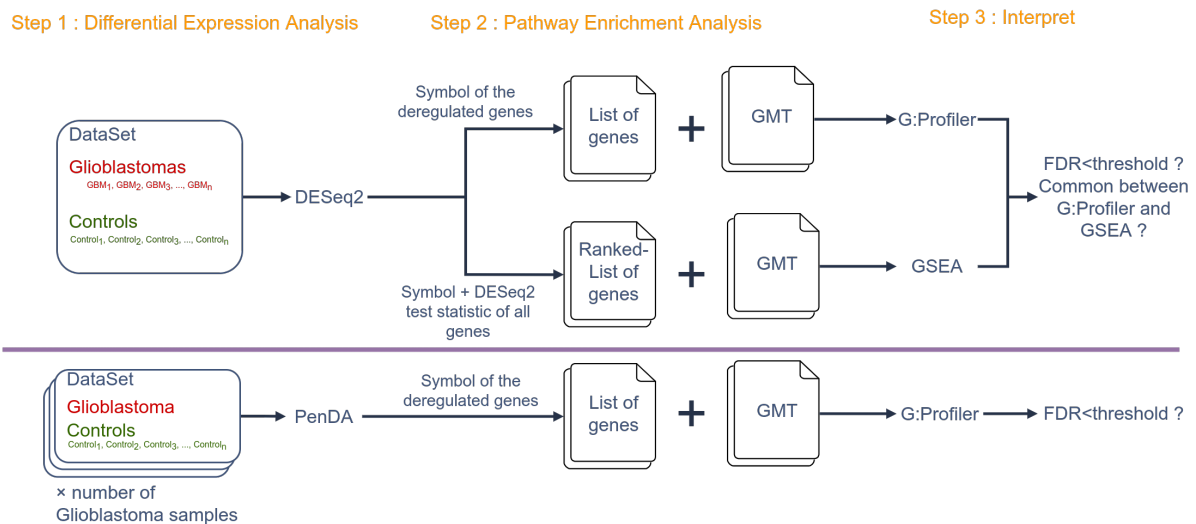 Step 1 : Differential Expression Analysis
Step 2 : Pathway Enrichment Analysis
Step 3 : Interpret
DataSet
Glioblastomas
GBM1, GBM2, GBM3, ..., GBMn
Controls
Control1, Control2, Control3, ..., Controln
DESeq2
Symbol of the
deregulated genes
List of
genes
+
GMT
G:Profiler
Symbol + DESeq2
test statistic of all
genes
Ranked-
List of
genes
+
GMT
GSEA
FDR<threshold ?
Common between
G:Profiler and
GSEA ?
DataSet
Glioblastoma
Controls
Control1, Control2, Control3, ..., Controln
× number of
Glioblastoma samples
PenDA
Symbol of the
deregulated genes
List of
genes
+
GMT
G:Profiler
FDR<threshold ?